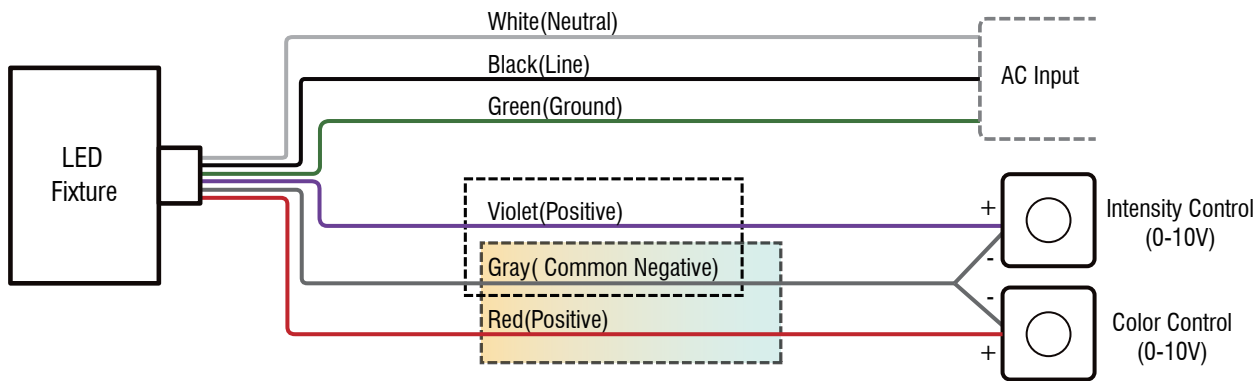 White(Neutral)
Black(Line)
Green(Ground)
AC Input
LED
Fixture
Violet(Positive)
+
Intensity Control
(0-10V)
-
Gray( Common Negative)
-
Red(Positive)
+
Color Control
(0-10V)